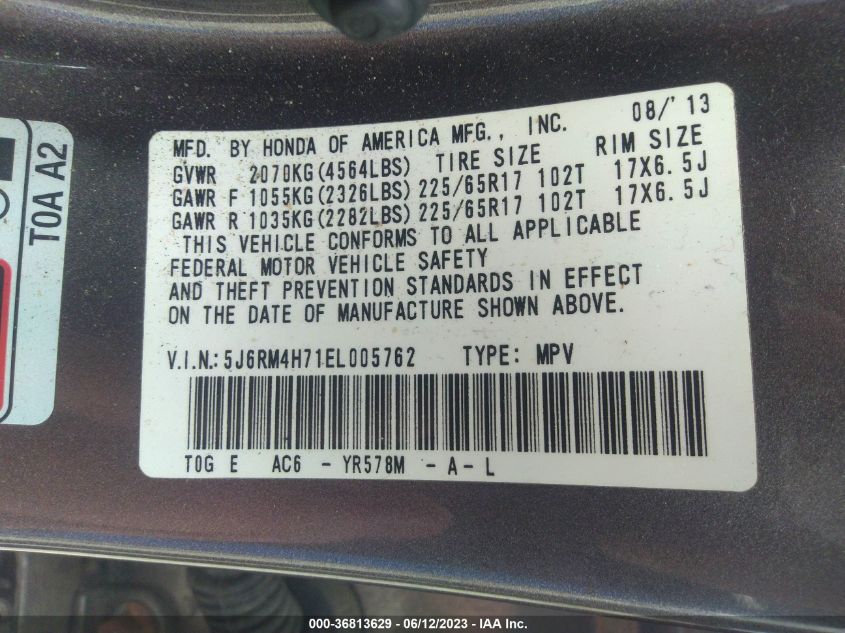 MFD. BY HONDA OF AMERICA MFG., INC. 08/'13
GVWR 2070KG(4564LBS) TIRE SIZE RIM SIZE
GAWR F 1055KG(2326LBS) 225/65R17 102T 17X6.5J
GAWR R 1035KG(2282LBS) 225/65R17 102T 17X6.5J
THIS VEHICLE CONFORMS TO ALL APPLICABLE
FEDERAL MOTOR VEHICLE SAFETY
AND THEFT PREVENTION STANDARDS IN EFFECT
ON THE DATE OF MANUFACTURE SHOWN ABOVE.
V.I.N.: 5J6RM4H71EL005762 TYPE: MPV
T0G E AC6 - YR578M - A - L
T0A A2
000-36813629 - 06/12/2023 - IAA Inc.